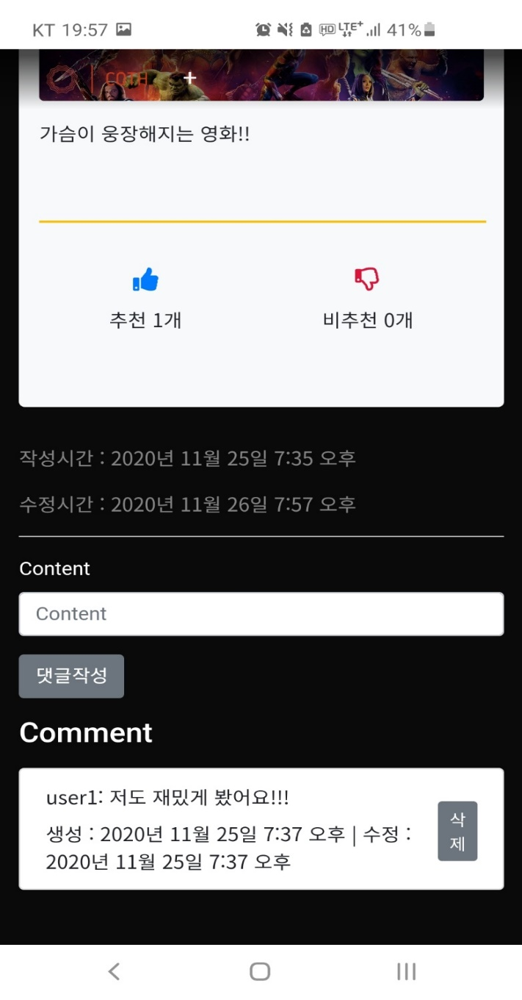 KT 19:57
HD LTE+ 41%
GOTH +
가슴이 웅장해지는 영화!!
추천 1개
비추천 0개
작성시간 : 2020년 11월 25일 7:35 오후
수정시간 : 2020년 11월 26일 7:57 오후
Content
Content
댓글작성
Comment
user1: 저도 재밌게 봤어요!!!
생성 : 2020년 11월 25일 7:37 오후 | 수정 :
2020년 11월 25일 7:37 오후
삭
제